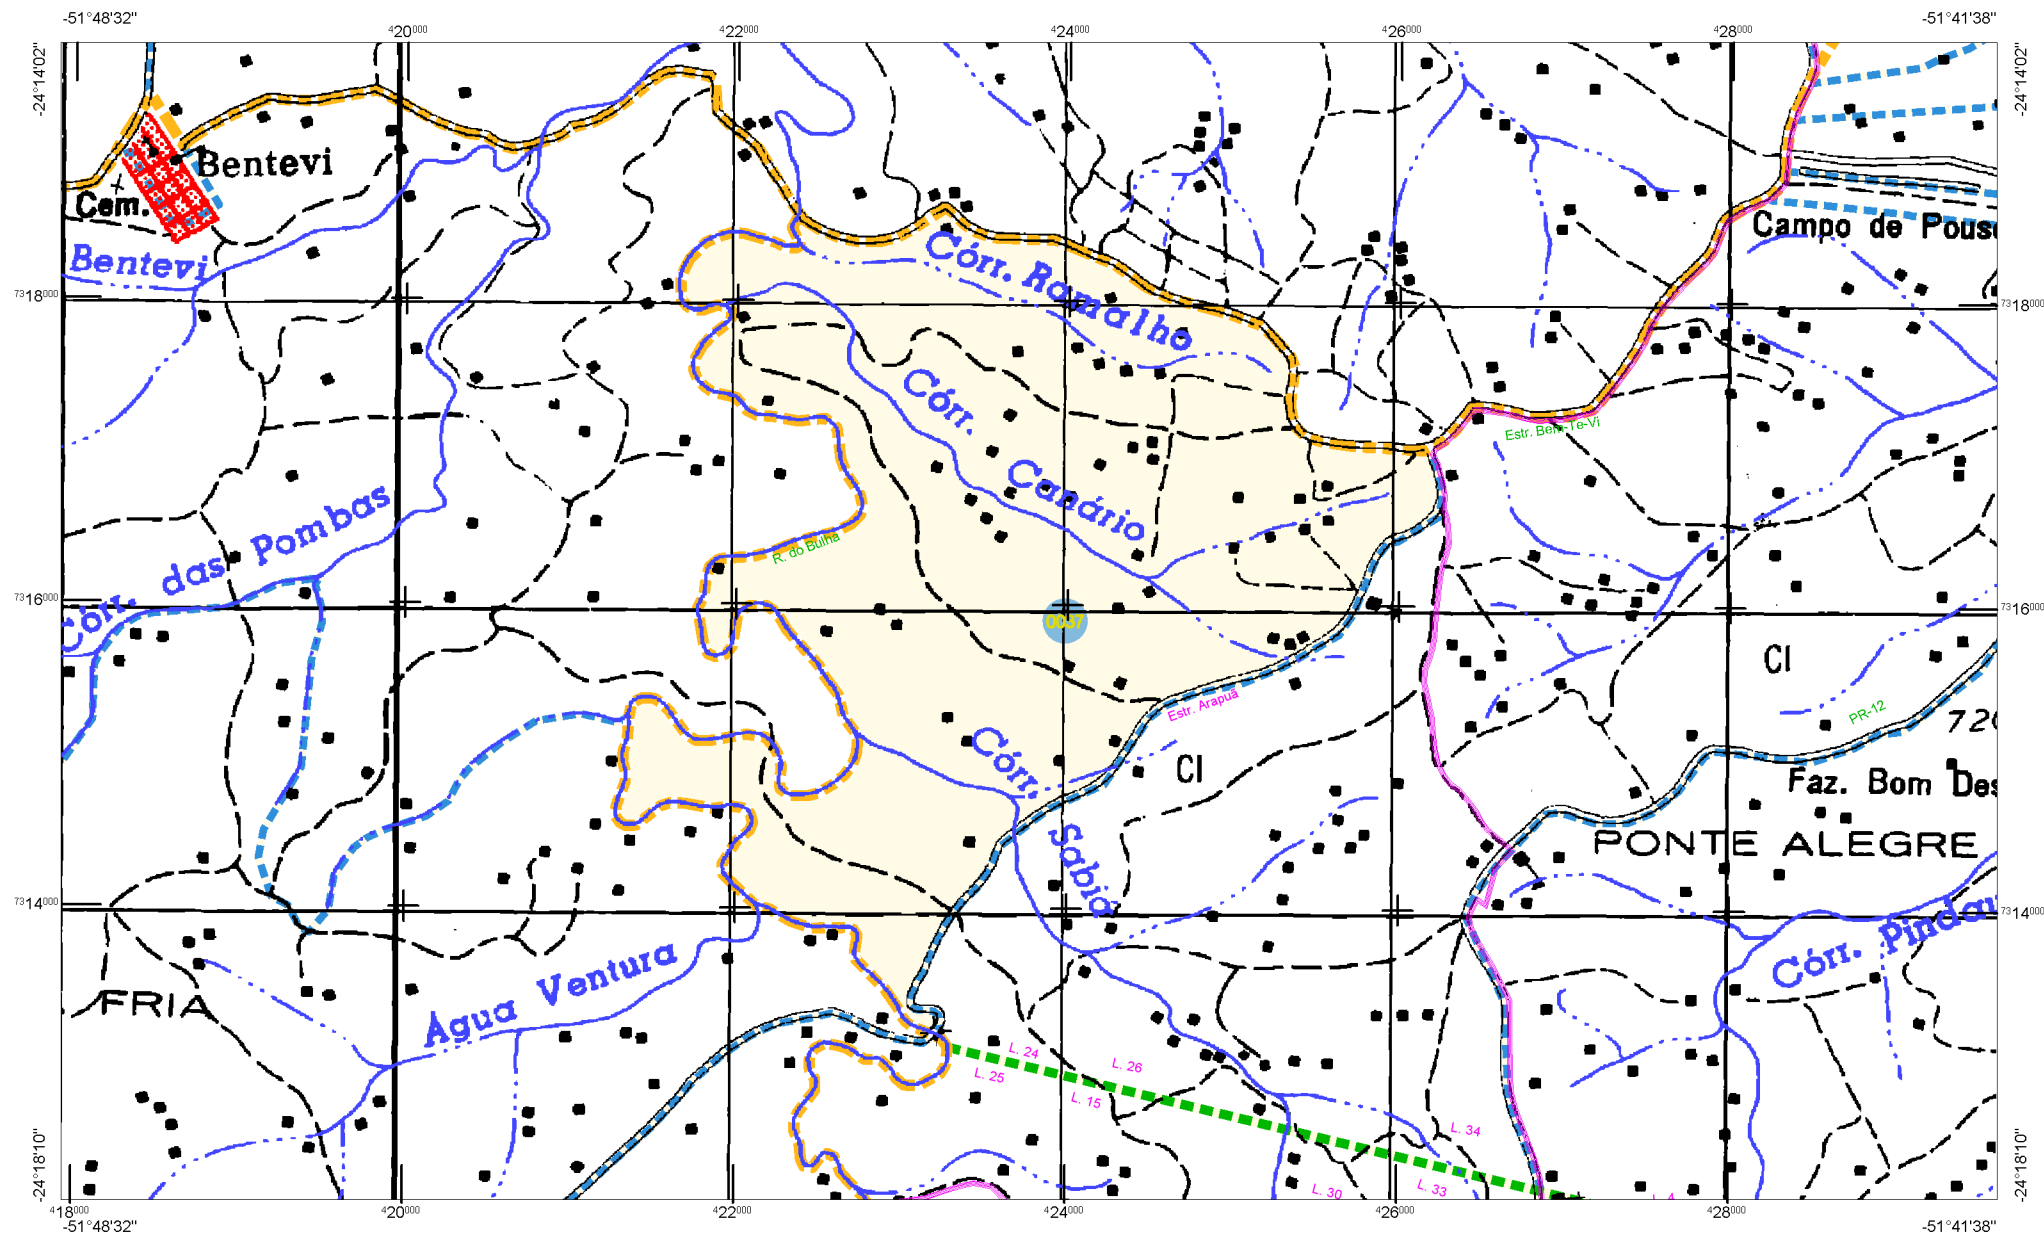 -51°48'32"
-51°41'38"
420000
422000
424000
426000
428000
-24°14'02"
-24°14'02"
Bentevi
Cem.
Campo de Pous
Bentevi
Córr. Ramalho
7318000
7318000
Córr. Canário
Estr. Bem-Te-Vi
Córr. das Pombas
R. do Bulha
7316000
7316000
0037
CI
Estr. Arapuã
PR-12
720
Córr. Sabiá
CI
Faz. Bom Des
PONTE ALEGRE
7314000
7314000
Córr. Pinda
Água Ventura
FRIA
L. 24
L. 25
L. 26
L. 15
L. 34
L. 30
L. 33
L. 4
-24°18'10"
-24°18'10"
418000
420000
422000
424000
426000
428000
-51°48'32"
-51°41'38"